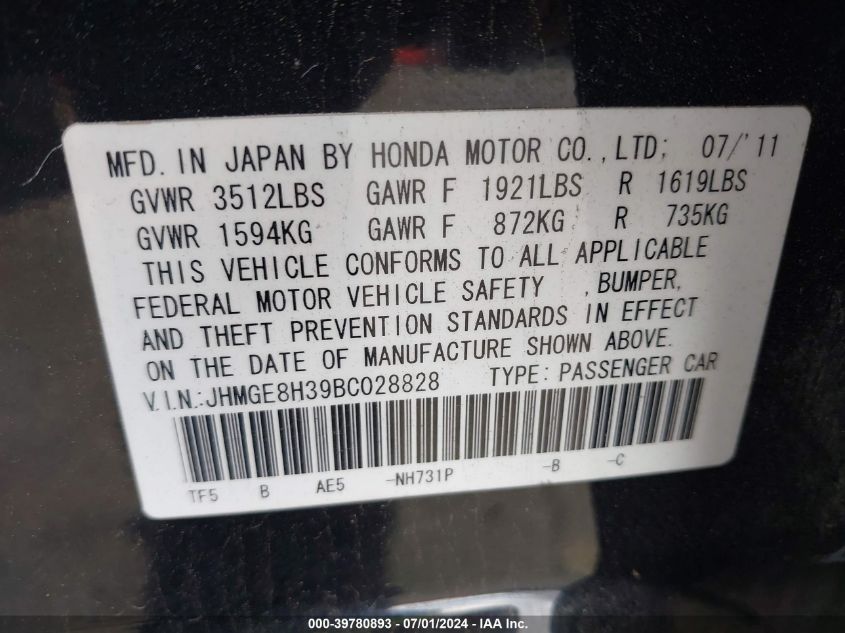 MFD. IN JAPAN BY HONDA MOTOR CO., LTD; 07/'11
GVWR 3512LBS GAWR F 1921LBS R 1619LBS
GVWR 1594KG GAWR F 872KG R 735KG
THIS VEHICLE CONFORMS TO ALL APPLICABLE
FEDERAL MOTOR VEHICLE SAFETY , BUMPER,
AND THEFT PREVENTION STANDARDS IN EFFECT
ON THE DATE OF MANUFACTURE SHOWN ABOVE.
V.I.N.:JHMGE8H39BC028828 TYPE: PASSENGER CAR
TF5 B AE5 -NH731P -B -C
000-39780893 - 07/01/2024 - IAA Inc.